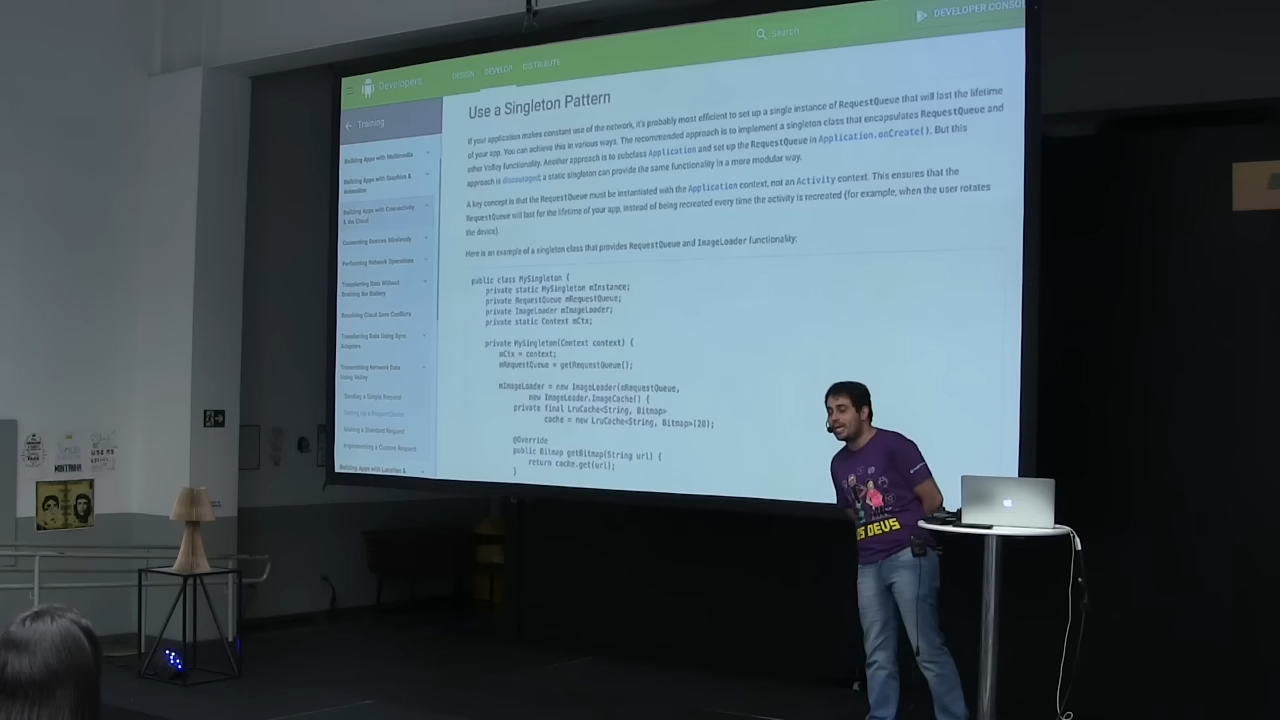 DEVELOPER CONSO
Search
Developers
DESIGN DEVELOP DISTRIBUTE
Training
Building Apps with Multimedia
Building Apps with Graphics &
Animation
Building Apps with Connectivity
& the Cloud
Connecting Devices Wirelessly
Performing Network Operations
Transferring Data Without
Draining the Battery
Resolving Cloud Save Conflicts
Transferring Data Using Sync
Adapters
Transmitting Network Data
Using Volley
Sending a Simple Request
Setting Up a RequestQueue
Making a Standard Request
Implementing a Custom Request
Building Apps with Location &
Use a Singleton Pattern
If your application makes constant use of the network, it's probably most efficient to set up a single instance of RequestQueue that will last the lifetime
of your app. You can achieve this in various ways. The recommended approach is to implement a singleton class that encapsulates RequestQueue and
other Volley functionality. Another approach is to subclass Application and set up the RequestQueue in Application.onCreate(). But this
approach is discouraged; a static singleton can provide the same functionality in a more modular way.
A key concept is that the RequestQueue must be instantiated with the Application context, not an Activity context. This ensures that the
RequestQueue will last for the lifetime of your app, instead of being recreated every time the activity is recreated (for example, when the user rotates
the device).
Here is an example of a singleton class that provides RequestQueue and ImageLoader functionality:
public class MySingleton {
private static MySingleton mInstance;
private RequestQueue mRequestQueue;
private ImageLoader mImageLoader;
private static Context mCtx;
private MySingleton(Context context) {
mCtx = context;
mRequestQueue = getRequestQueue();
mImageLoader = new ImageLoader(mRequestQueue,
new ImageLoader.ImageCache() {
private final LruCache<String, Bitmap>
cache = new LruCache<String, Bitmap>(20);
@Override
public Bitmap getBitmap(String url) {
return cache.get(url);
}
OS DEVS